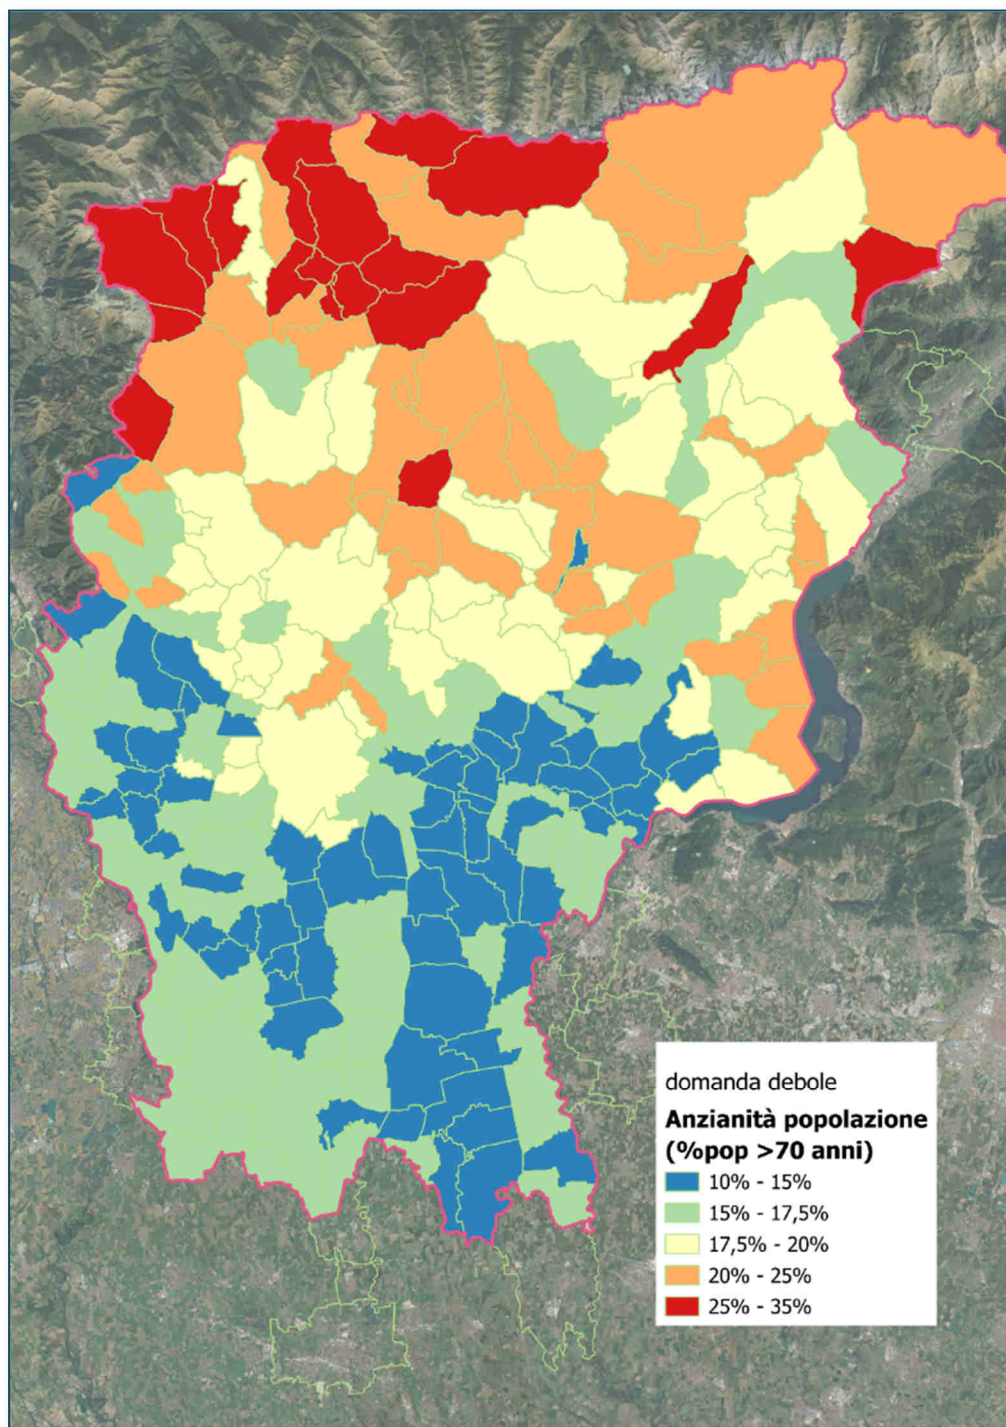 domanda debole
Anzianità popolazione
(%pop >70 anni)
10% - 15%
15% - 17,5%
17,5% - 20%
20% - 25%
25% - 35%